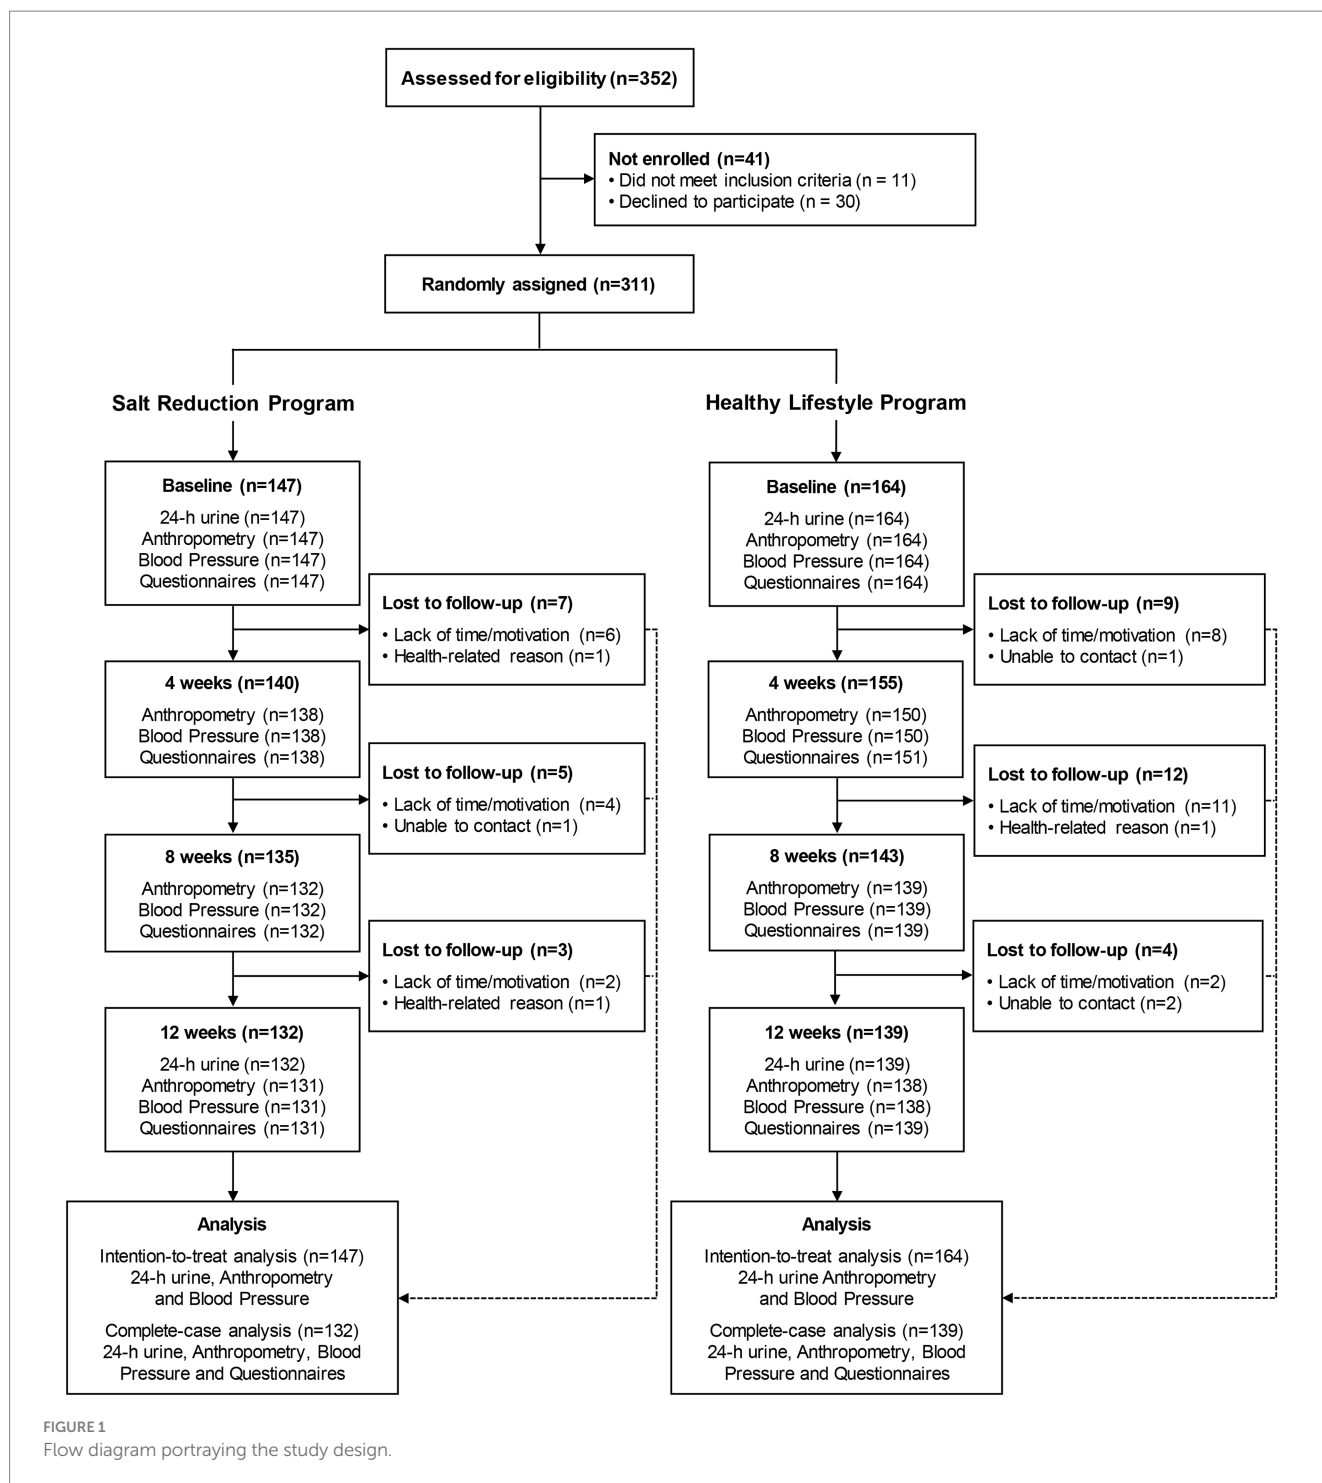 Assessed for eligibility (n=352)
Not enrolled (n=41)
• Did not meet inclusion criteria (n = 11)
• Declined to participate (n = 30)
Randomly assigned (n=311)
Salt Reduction Program
Baseline (n=147)
24-h urine (n=147)
Anthropometry (n=147)
Blood Pressure (n=147)
Questionnaires (n=147)
Lost to follow-up (n=7)
• Lack of time/motivation (n=6)
• Health-related reason (n=1)
4 weeks (n=140)
Anthropometry (n=138)
Blood Pressure (n=138)
Questionnaires (n=138)
Lost to follow-up (n=5)
• Lack of time/motivation (n=4)
• Unable to contact (n=1)
8 weeks (n=135)
Anthropometry (n=132)
Blood Pressure (n=132)
Questionnaires (n=132)
Lost to follow-up (n=3)
• Lack of time/motivation (n=2)
• Health-related reason (n=1)
12 weeks (n=132)
24-h urine (n=132)
Anthropometry (n=131)
Blood Pressure (n=131)
Questionnaires (n=131)
Analysis
Intention-to-treat analysis (n=147)
24-h urine, Anthropometry
and Blood Pressure
Complete-case analysis (n=132)
24-h urine, Anthropometry, Blood
Pressure and Questionnaires
Healthy Lifestyle Program
Baseline (n=164)
24-h urine (n=164)
Anthropometry (n=164)
Blood Pressure (n=164)
Questionnaires (n=164)
Lost to follow-up (n=9)
• Lack of time/motivation (n=8)
• Unable to contact (n=1)
4 weeks (n=155)
Anthropometry (n=150)
Blood Pressure (n=150)
Questionnaires (n=151)
Lost to follow-up (n=12)
• Lack of time/motivation (n=11)
• Health-related reason (n=1)
8 weeks (n=143)
Anthropometry (n=139)
Blood Pressure (n=139)
Questionnaires (n=139)
Lost to follow-up (n=4)
• Lack of time/motivation (n=2)
• Unable to contact (n=2)
12 weeks (n=139)
24-h urine (n=139)
Anthropometry (n=138)
Blood Pressure (n=138)
Questionnaires (n=139)
Analysis
Intention-to-treat analysis (n=164)
24-h urine Anthropometry
and Blood Pressure
Complete-case analysis (n=139)
24-h urine, Anthropometry, Blood
Pressure and Questionnaires
FIGURE 1
Flow diagram portraying the study design.